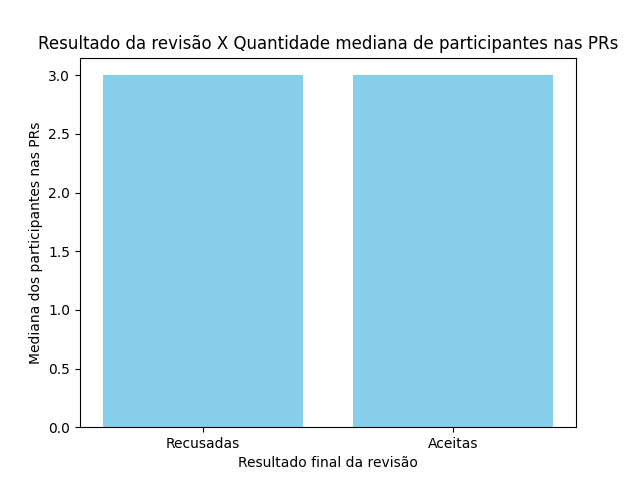 Resultado da revisão X Quantidade mediana de participantes nas PRs
Mediana dos participantes nas PRs
3.0
2.5
2.0
1.5
1.0
0.5
0.0
Recusadas
Aceitas
Resultado final da revisão